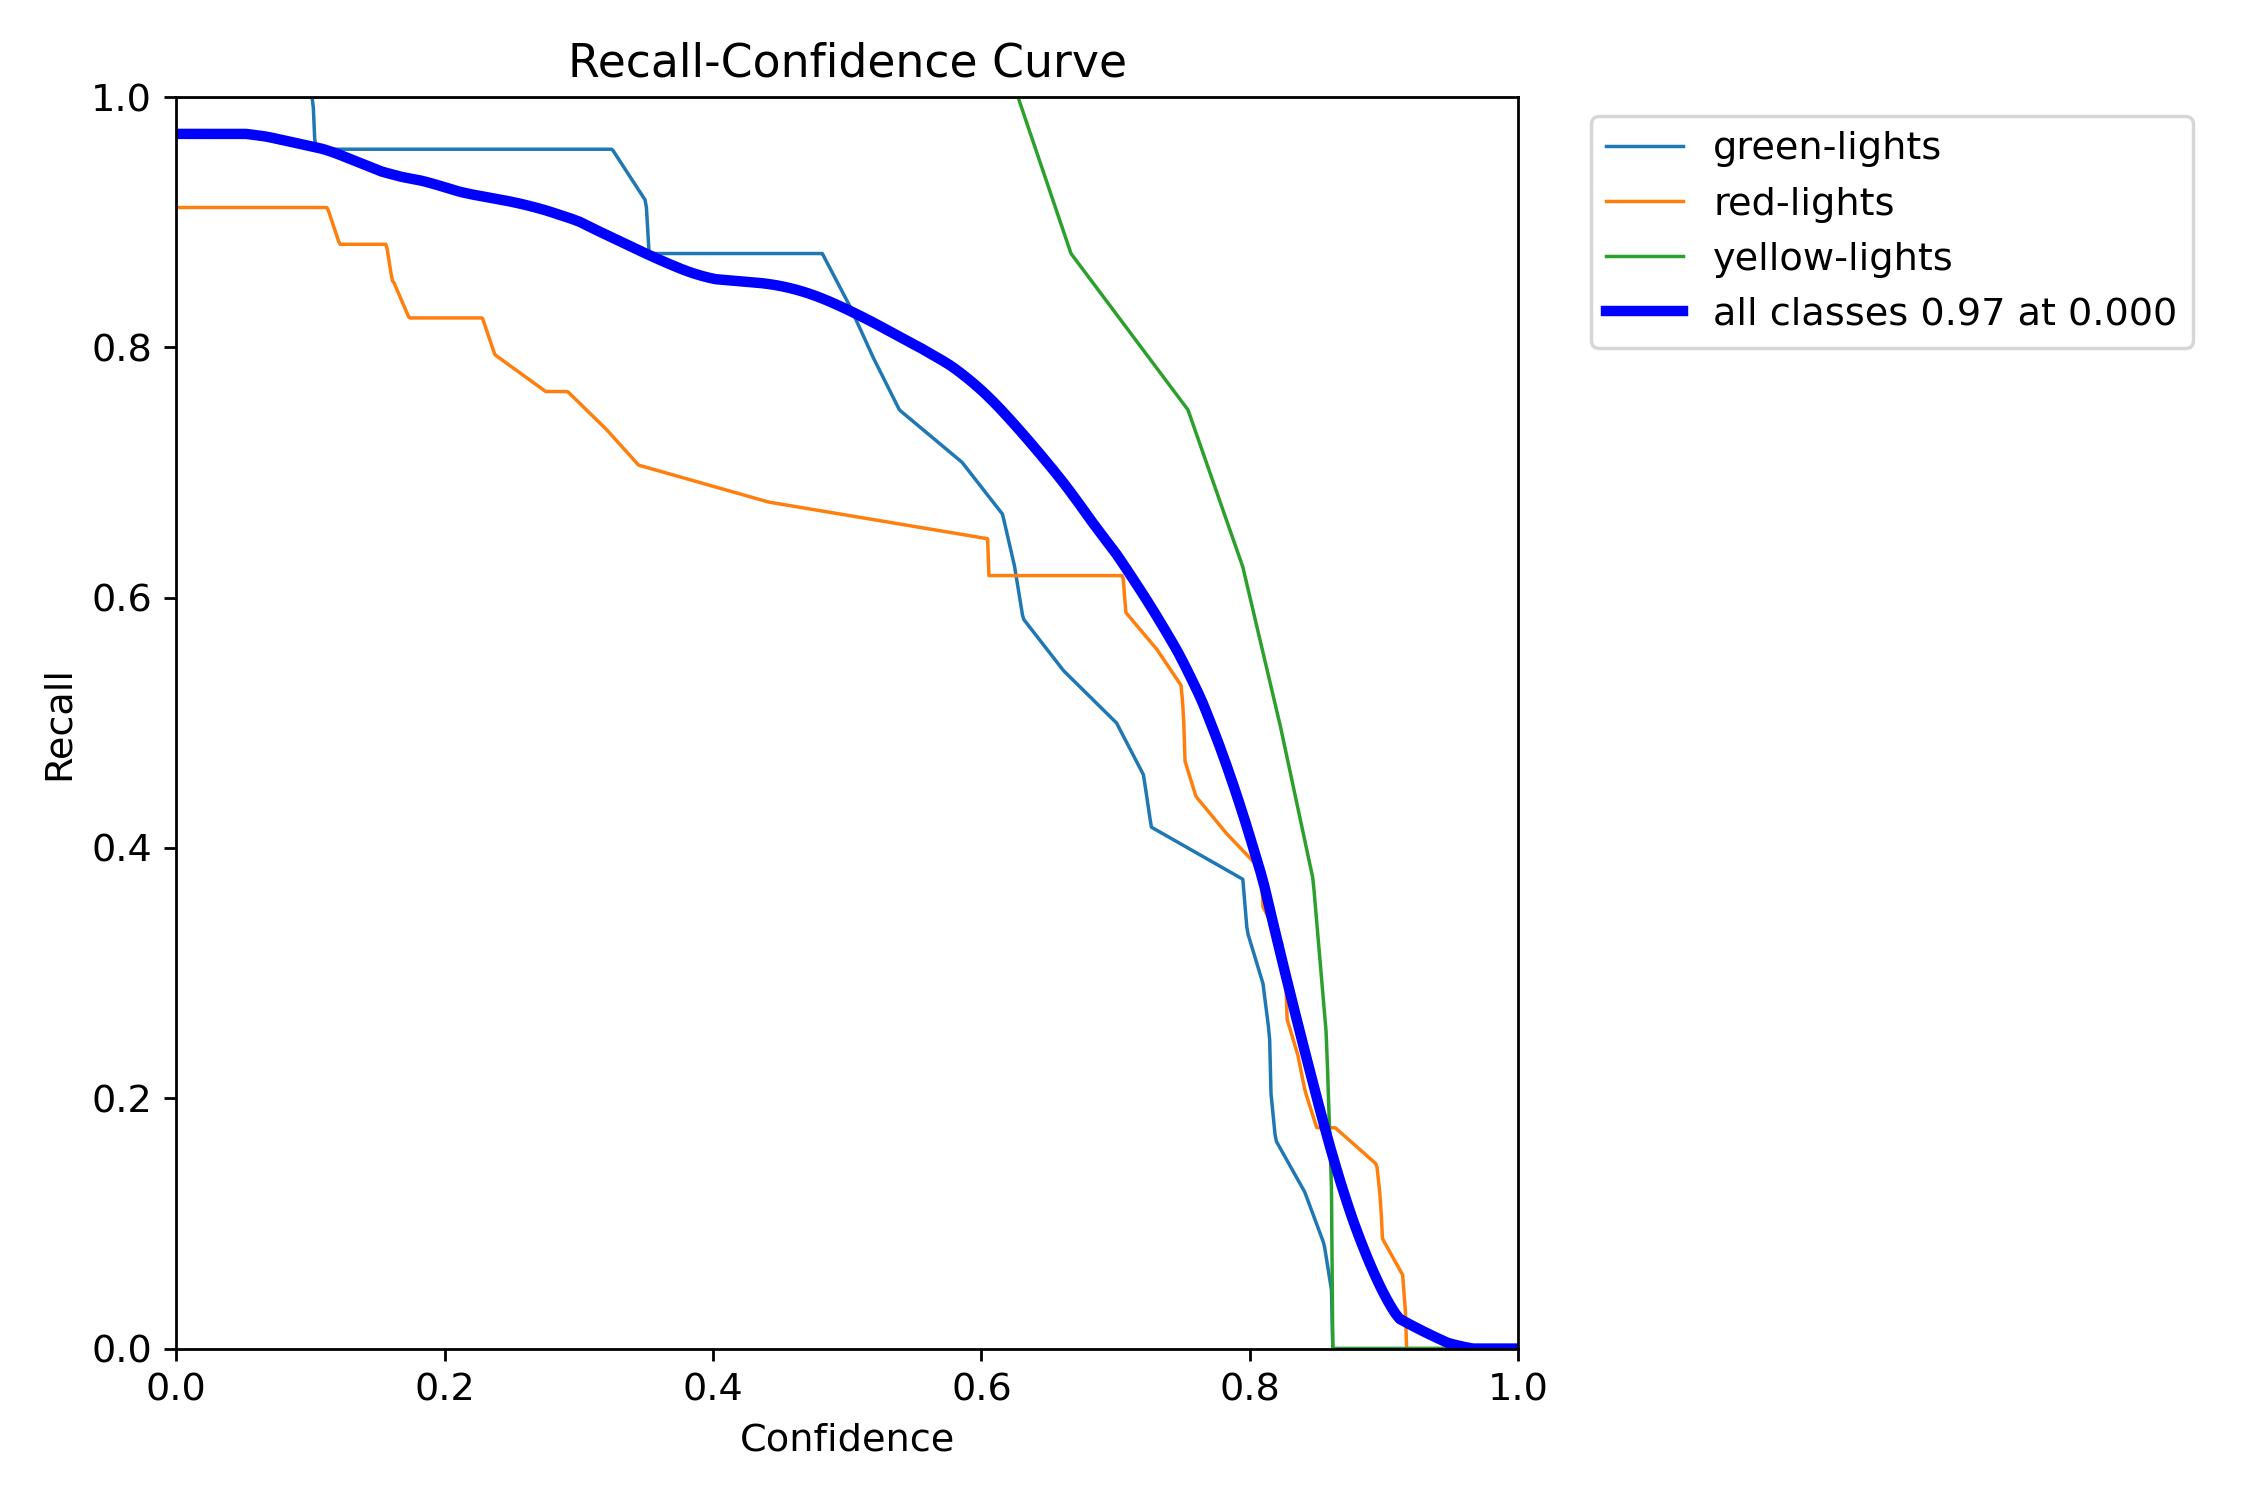 Recall-Confidence Curve
1.0
0.8
0.6
0.4
0.2
0.0
Recall
0.0 0.2 0.4 0.6 0.8 1.0
Confidence
green-lights
red-lights
yellow-lights
all classes 0.97 at 0.000